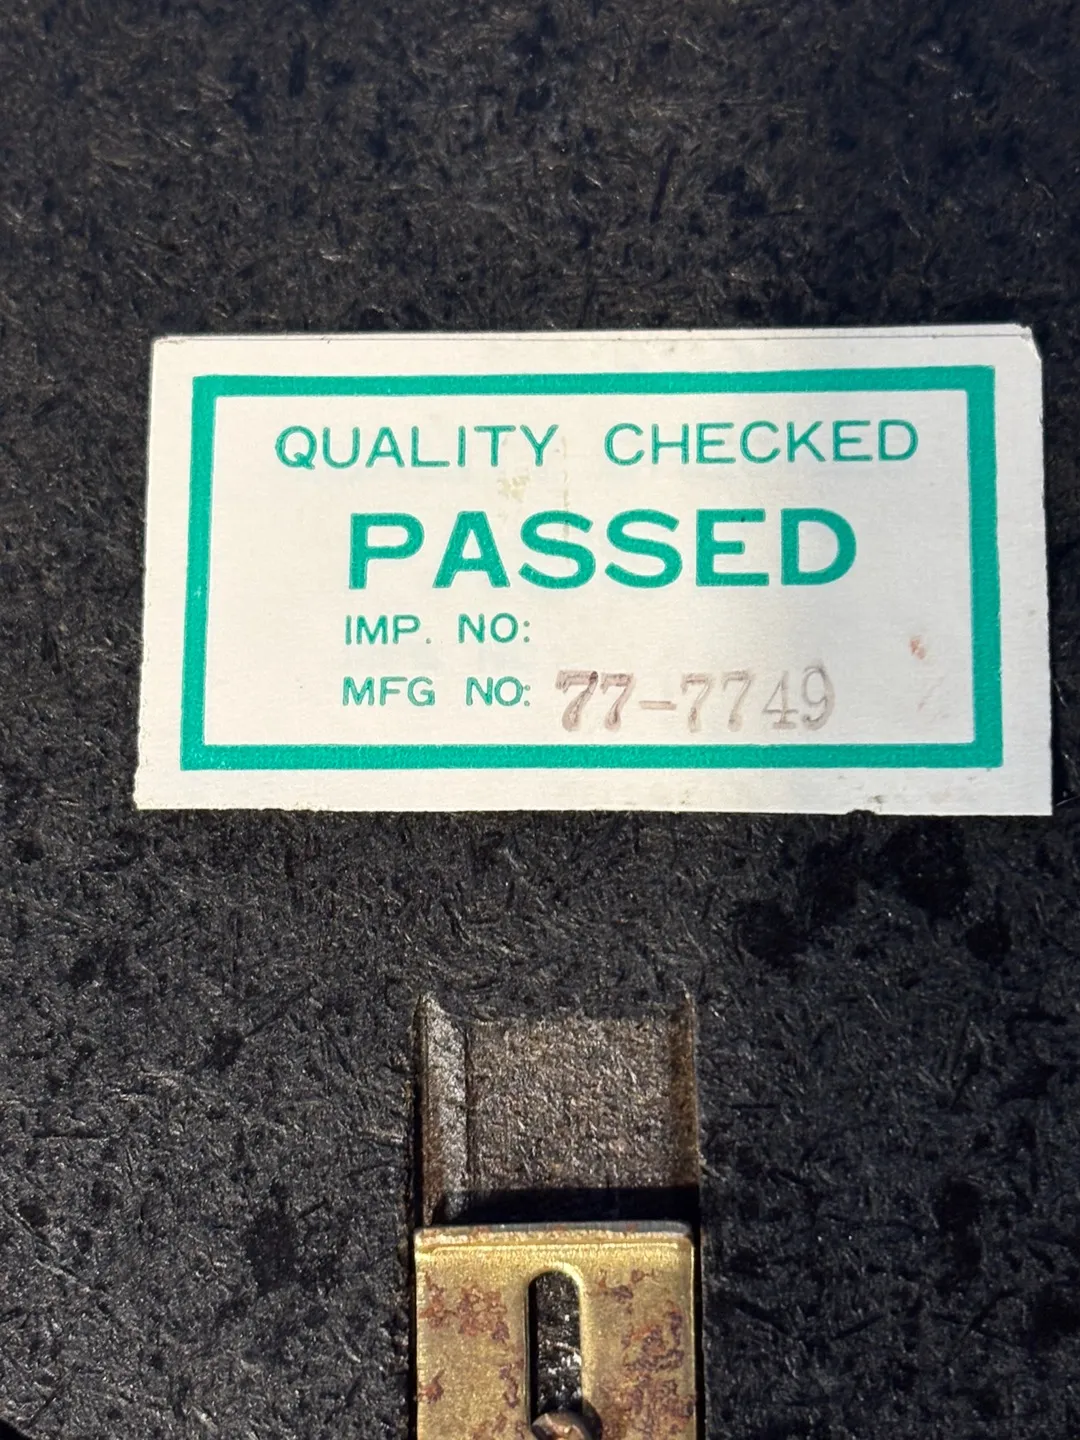 QUALITY CHECKED
PASSED
IMP. NO:
MFG NO: 77-7749